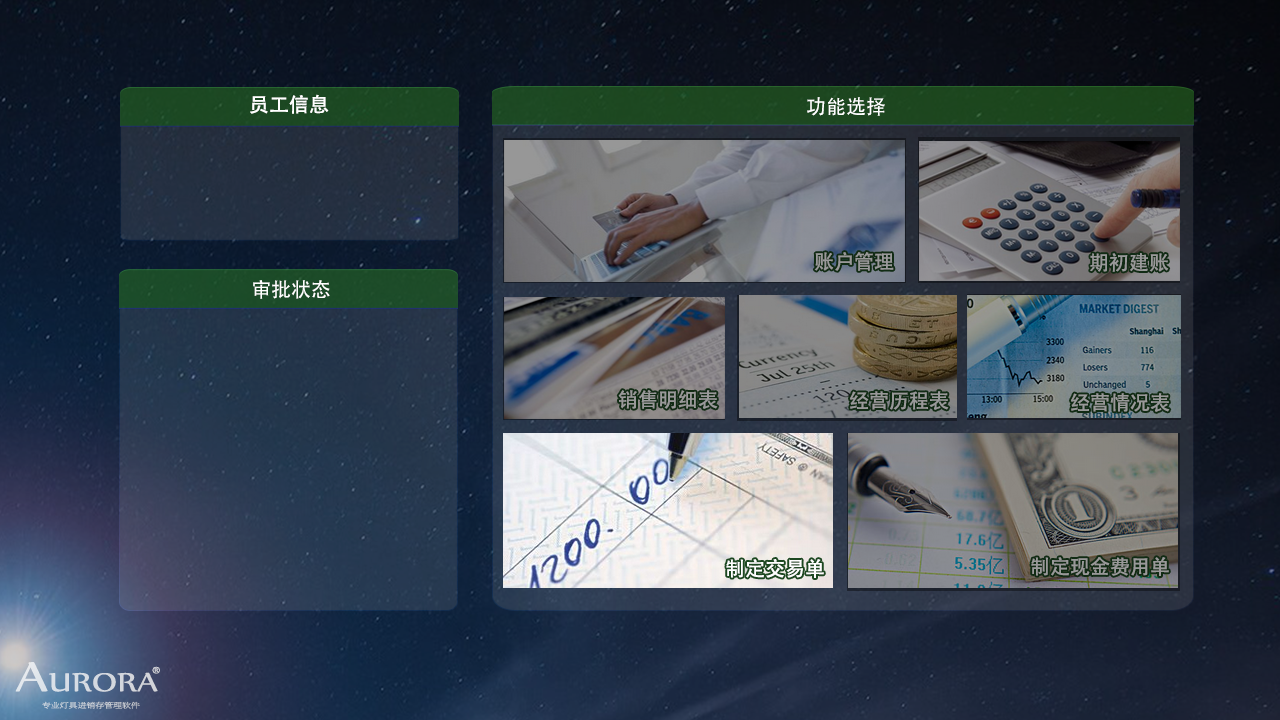 员工信息
审批状态
功能选择
账户管理
期初建账
销售明细表
Currency
Jul 25th
120
经营历程表
0
MARKET DIGEST
Shanghai Sh
3300
Gainers 116
2340
Losers 774
3180
Unchanged 5
13:00 15:00
经营情况表
eng
1200.00
SAFETY
制定交易单
17.6亿
5.35亿
制定现金费用单
AURORA®
专业灯具进销存管理软件